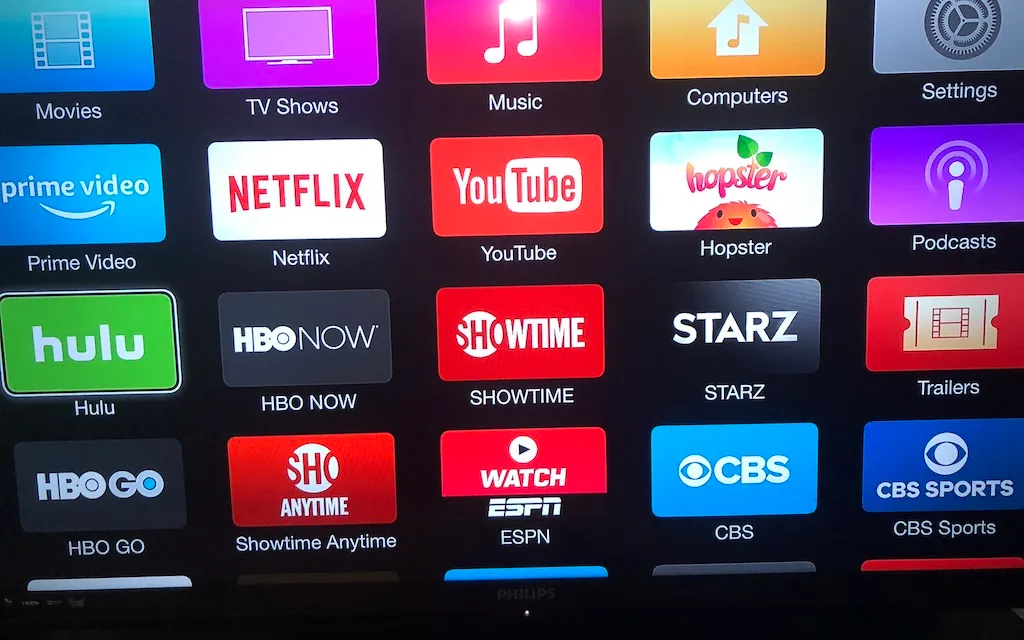 Movies
TV Shows
Music
Computers
Settings
prime video
NETFLIX
YouTube
hopster
Prime Video
Netflix
YouTube
Hopster
Podcasts
hulu
HBO NOW
SHOWTIME
STARZ
Hulu
HBO NOW
SHOWTIME
STARZ
Trailers
HBO GO
SHO
ANYTIME
WATCH
ESPN
CBS
CBS SPORTS
HBO GO
Showtime Anytime
ESPN
CBS
CBS Sports
PHILIPS